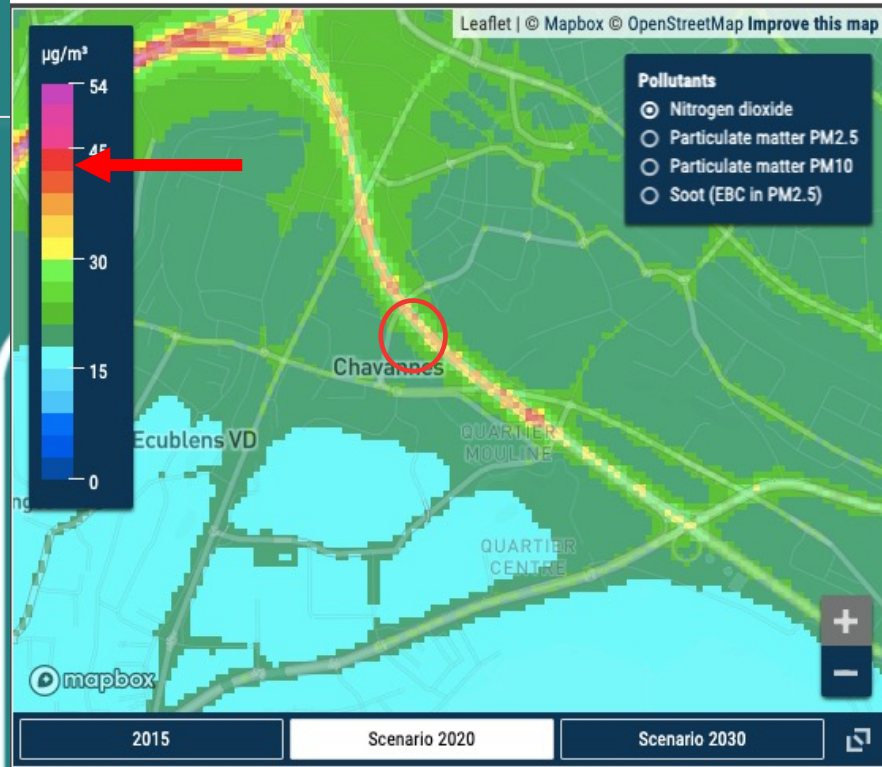 Leaflet | © Mapbox © OpenStreetMap Improve this map
µg/m³
54
45
30
15
0
Pollutants
Nitrogen dioxide
Particulate matter PM2.5
Particulate matter PM10
Soot (EBC in PM2.5)
Chavannes
Ecublens VD
QUARTIER
MOULINE
QUARTIER
CENTRE
+
−
mapbox
2015
Scenario 2020
Scenario 2030